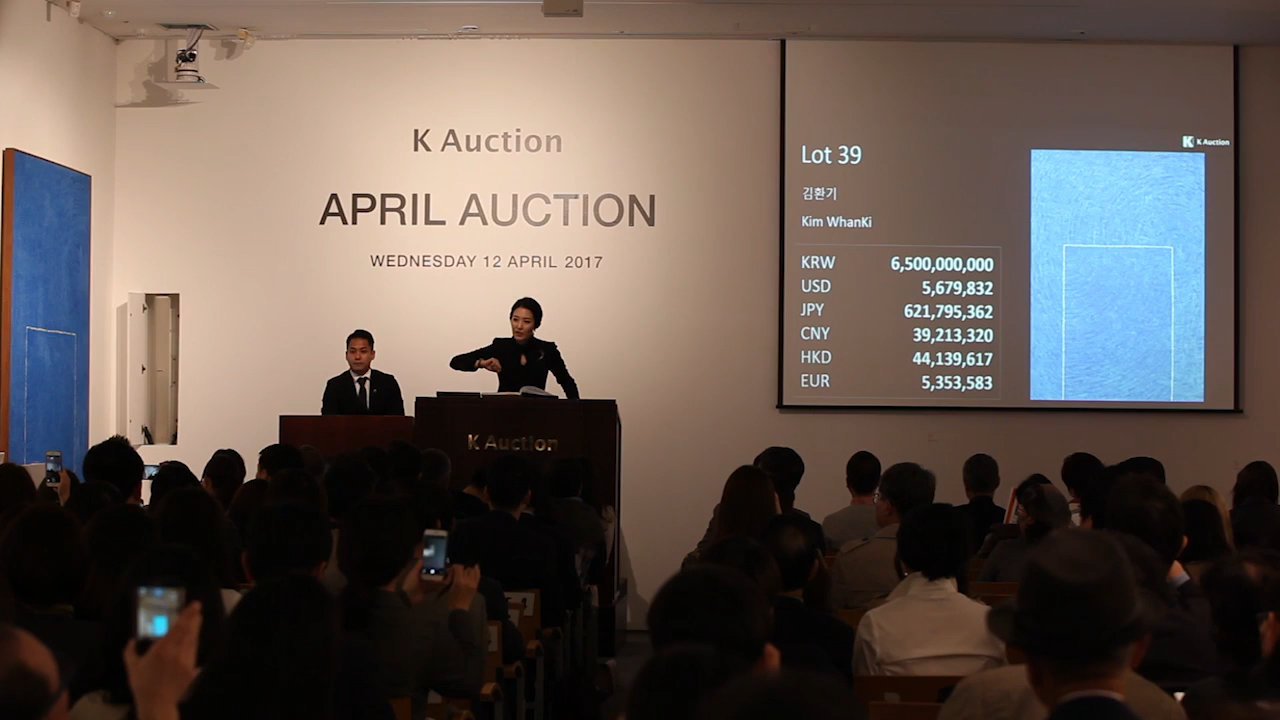 K Auction
APRIL AUCTION
WEDNESDAY 12 APRIL 2017
K Auction
K Auction
Lot 39
김환기
Kim WhanKi
KRW 6,500,000,000
USD 5,679,832
JPY 621,795,362
CNY 39,213,320
HKD 44,139,617
EUR 5,353,583